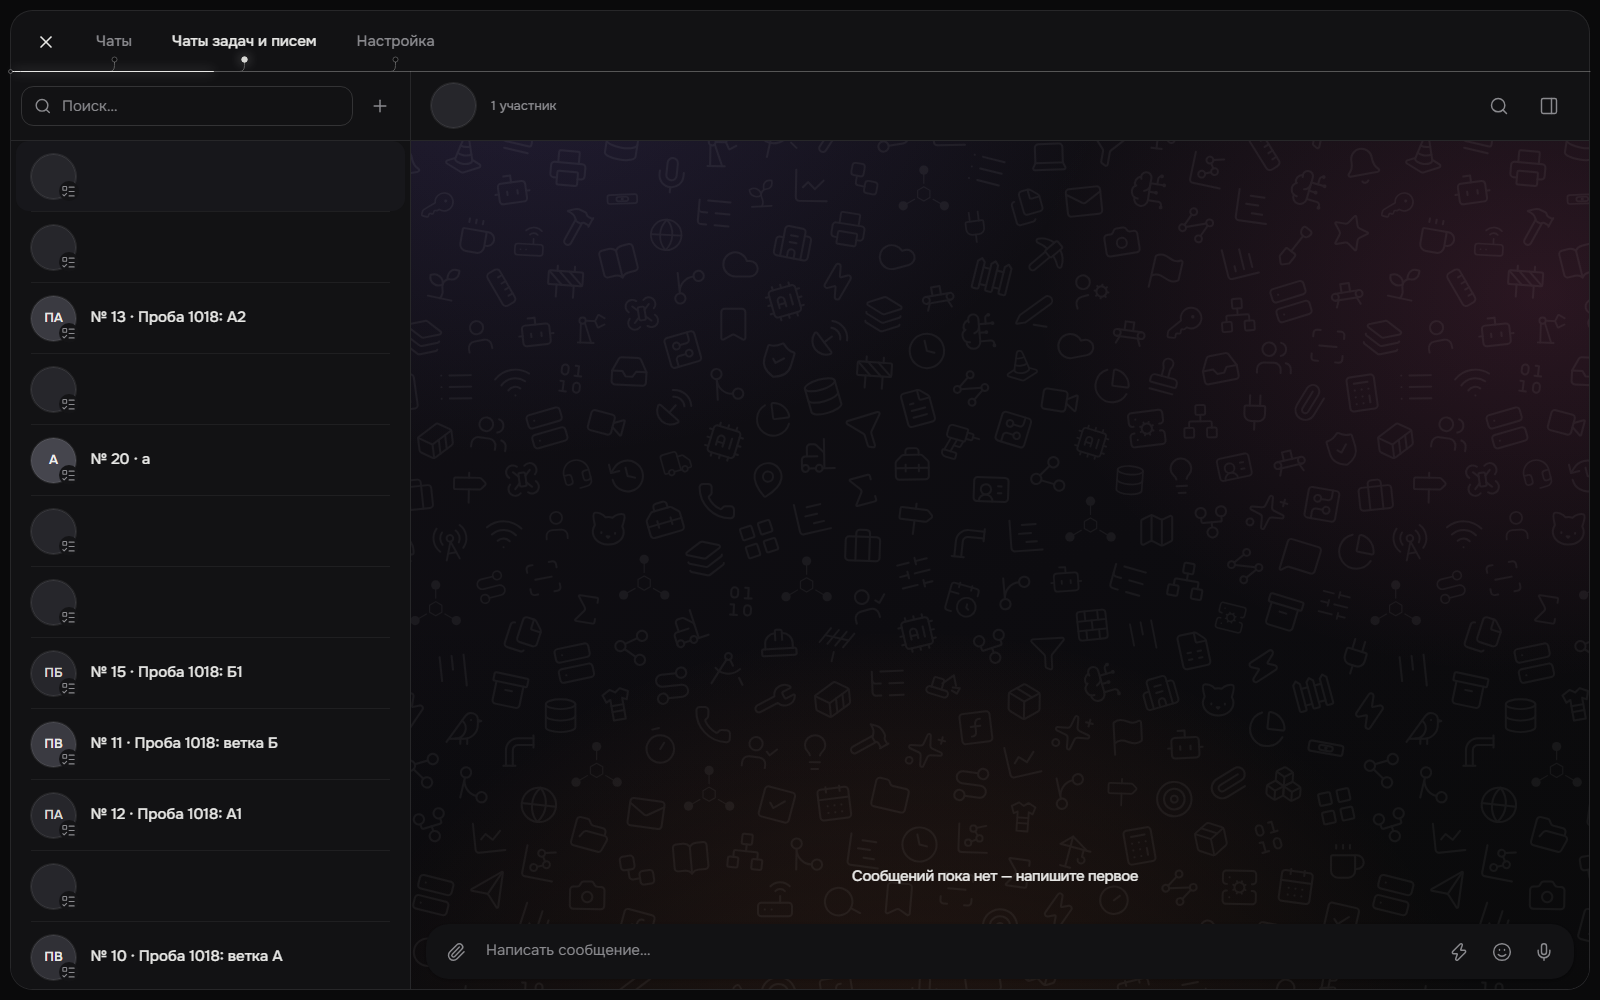 Чаты
Чаты задач и писем
Настройка
Поиск...
1 участник
ПА
№ 13 · Проба 1018: А2
А
№ 20 · а
ПБ
№ 15 · Проба 1018: Б1
ПВ
№ 11 · Проба 1018: ветка Б
ПА
№ 12 · Проба 1018: А1
ПВ
№ 10 · Проба 1018: ветка А
Сообщений пока нет — напишите первое
Написать сообщение...